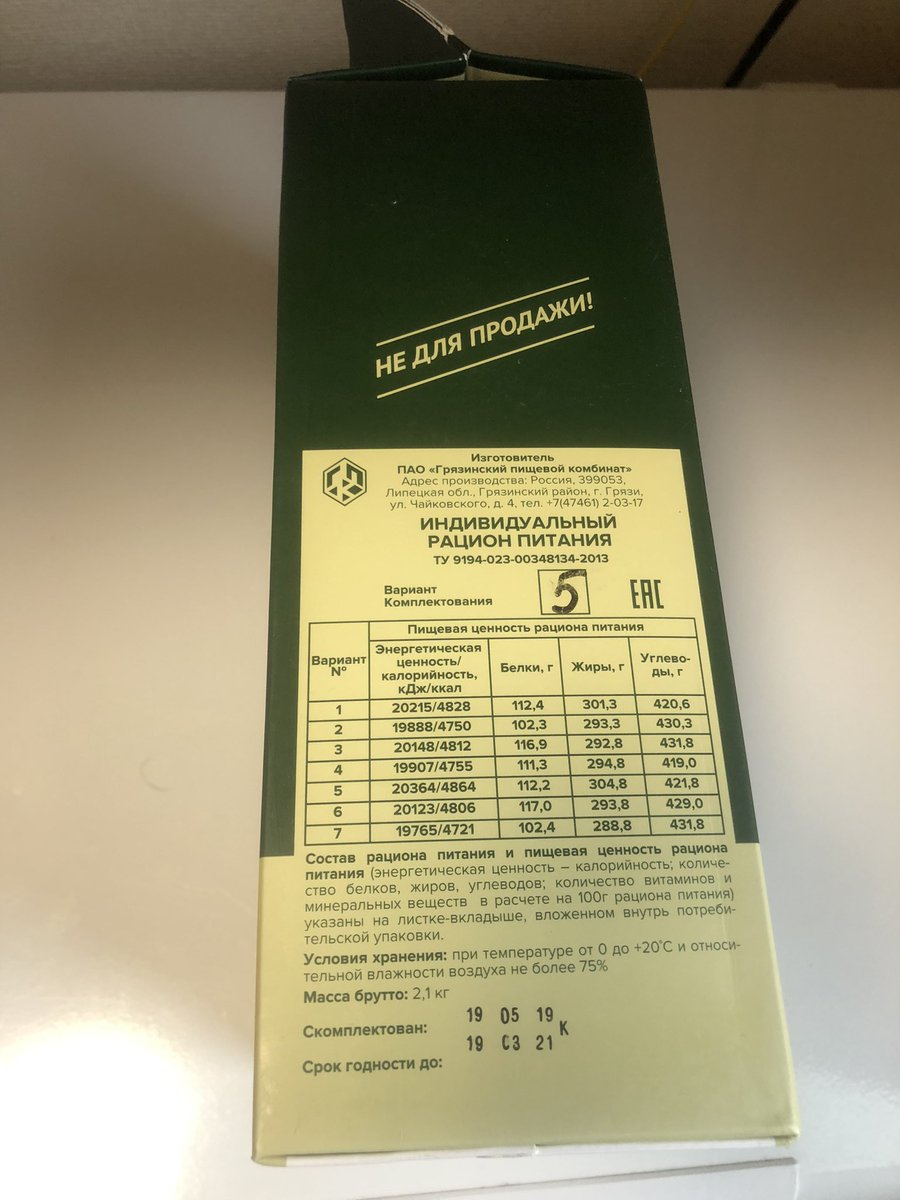 НЕ ДЛЯ ПРОДАЖИ!
Изготовитель
ПАО «Грязинский пищевой комбинат»
Адрес производства: Россия, 399053,
Липецкая обл., Грязинский район, г. Грязи,
ул. Чайковского, д. 4, тел. +7(47461) 2-03-17
ИНДИВИДУАЛЬНЫЙ
РАЦИОН ПИТАНИЯ
ТУ 9194-023-00348134-2013
Вариант
Комплектования
5
ЕАС
Пищевая ценность рациона питания
Вариант
№
Энергетическая
ценность/
калорийность,
кДж/ккал
Белки, г
Жиры, г
Углево-
ды, г
1 20215/4828 112,4 301,3 420,6
2 19888/4750 102,3 293,3 430,3
3 20148/4812 116,9 292,8 431,8
4 19907/4755 111,3 294,8 419,0
5 20364/4864 112,2 304,8 421,8
6 20123/4806 117,0 293,8 429,0
7 19765/4721 102,4 288,8 431,8
Состав рациона питания и пищевая ценность рациона
питания (энергетическая ценность – калорийность; количе-
ство белков, жиров, углеводов; количество витаминов и
минеральных веществ в расчете на 100г рациона питания)
указаны на листке-вкладыше, вложенном внутрь потреби-
тельской упаковки.
Условия хранения: при температуре от 0 до +20°С и относи-
тельной влажности воздуха не более 75%
Масса брутто: 2,1 кг
Скомплектован: 19 05 19 К
Срок годности до: 19 03 21